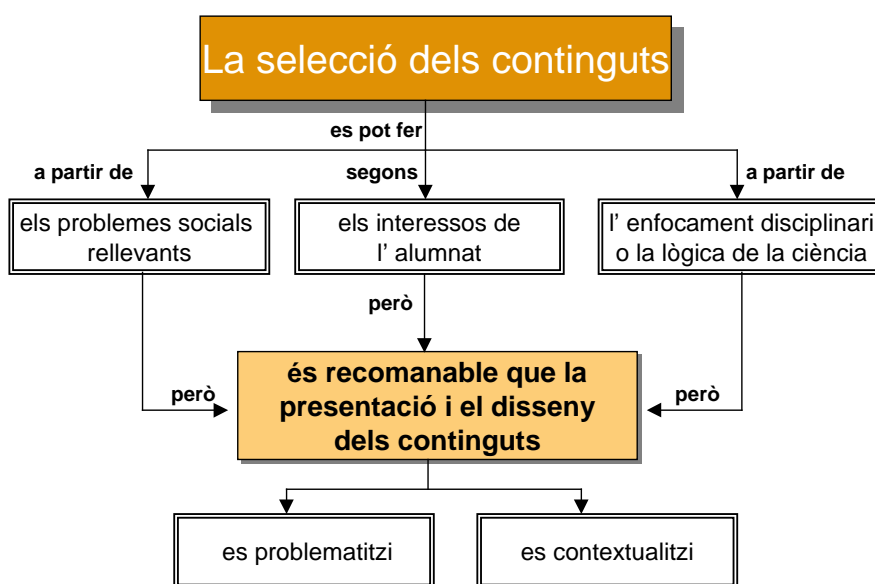 La selecció dels continguts
es pot fer
a partir de
segons
a partir de
els problemes socials
rellevants
els interessos de
l' alumnat
l' enfocament disciplinari
o la lògica de la ciència
però
però
però
és recomanable que la
presentació i el disseny
dels continguts
es problematitzi
es contextualitzi